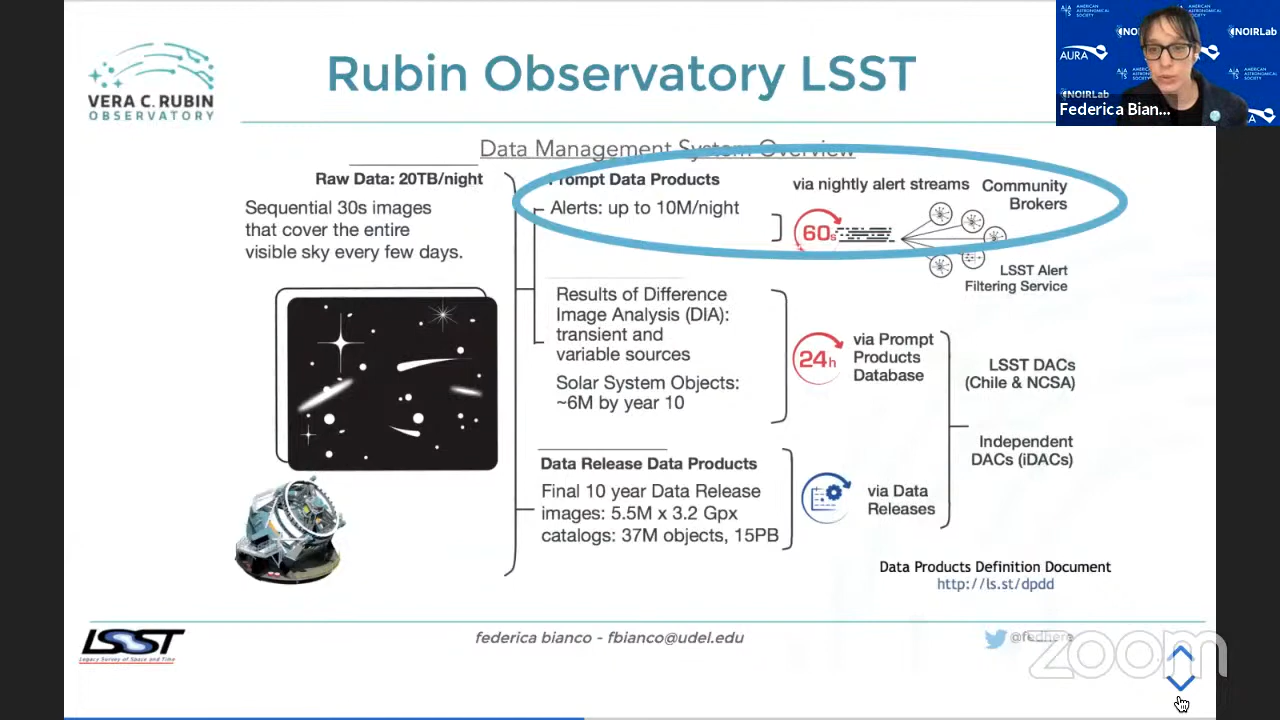 Rubin Observatory LSST
VERA C. RUBIN
OBSERVATORY
AMERICAN
ASTRONOMICAL
SOCIETY
NOIRLab
AURA
NOIRLab
Federica Bian...
Data Management System Overview
Raw Data: 20TB/night
Sequential 30s images
that cover the entire
visible sky every few days.
Prompt Data Products
Alerts: up to 10M/night
via nightly alert streams
60s
Community
Brokers
LSST Alert
Filtering Service
Results of Difference
Image Analysis (DIA):
transient and
variable sources
Solar System Objects:
~6M by year 10
24h
via Prompt
Products
Database
LSST DACs
(Chile & NCSA)
Independent
DACs (iDACs)
Data Release Data Products
Final 10 year Data Release
images: 5.5M x 3.2 Gpx
catalogs: 37M objects, 15PB
via Data
Releases
Data Products Definition Document
http://ls.st/dpdd
LSST
Legacy Survey of Space and Time
federica bianco - fbianco@udel.edu
@fedhere
zoom